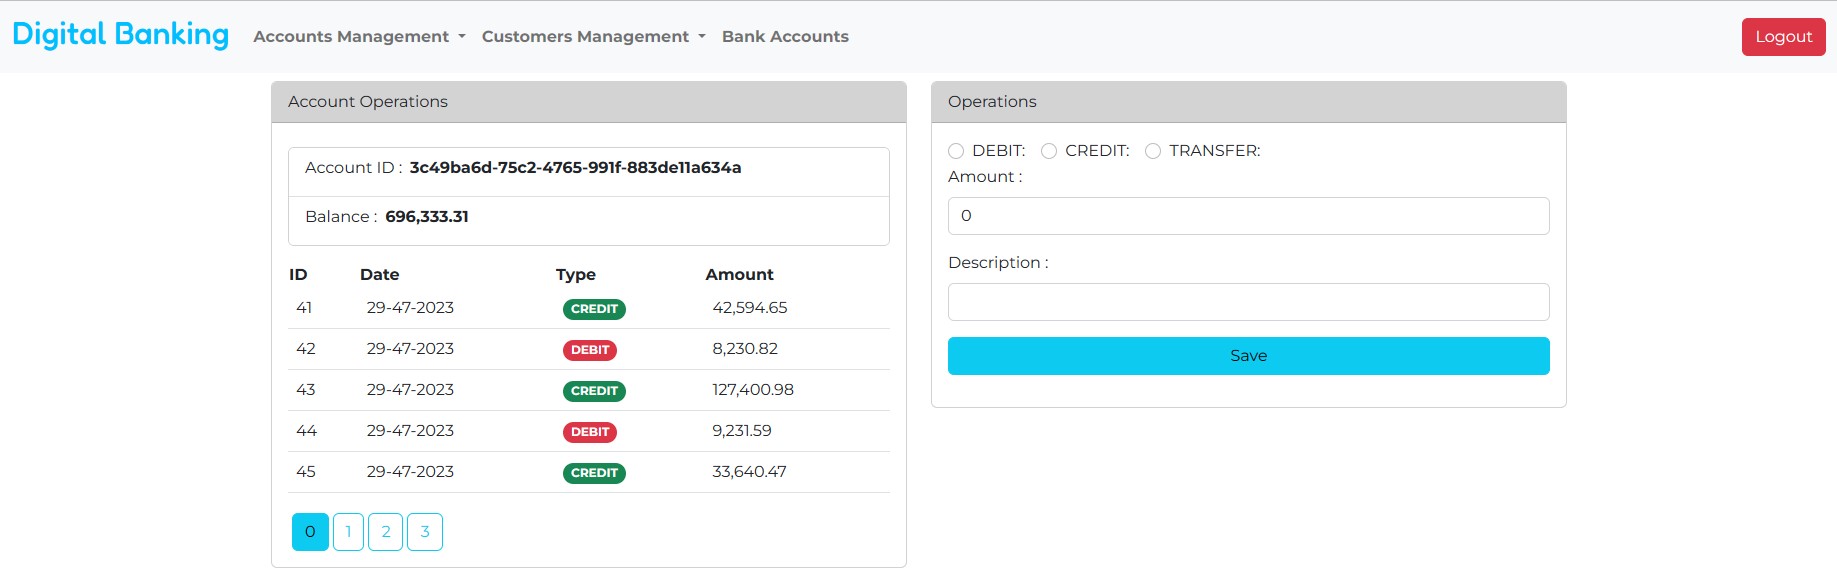 Digital Banking Accounts Management Customers Management Bank Accounts Logout
Account Operations
Account ID : 3c49ba6d-75c2-4765-991f-883de11a634a
Balance : 696,333.31
ID Date Type Amount
41 29-47-2023 CREDIT 42,594.65
42 29-47-2023 DEBIT 8,230.82
43 29-47-2023 CREDIT 127,400.98
44 29-47-2023 DEBIT 9,231.59
45 29-47-2023 CREDIT 33,640.47
0 1 2 3
Operations
DEBIT: CREDIT: TRANSFER:
Amount :
0
Description :
Save